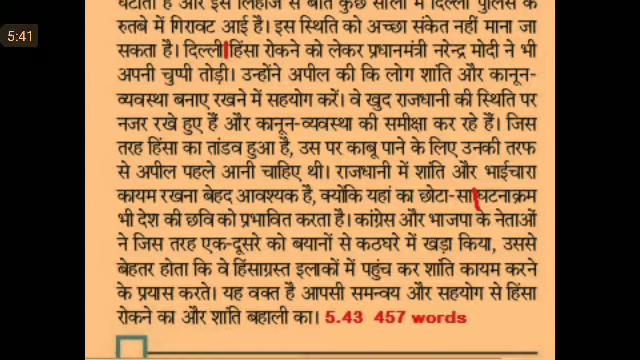 घटाता है और इस लिहाज से बीते कुछ सालों में दिल्ली पुलिस के
रुतबे में गिरावट आई है। इस स्थिति को अच्छा संकेत नहीं माना जा
5:41
सकता है। दिल्ली हिंसा रोकने को लेकर प्रधानमंत्री नरेन्द्र मोदी ने भी
अपनी चुप्पी तोड़ी। उन्होंने अपील की कि लोग शांति और कानून-
व्यवस्था बनाए रखने में सहयोग करें। वे खुद राजधानी की स्थिति पर
नजर रखे हुए हैं और कानून-व्यवस्था की समीक्षा कर रहे हैं। जिस
तरह हिंसा का तांडव हुआ है, उस पर काबू पाने के लिए उनकी तरफ
से अपील पहले आनी चाहिए थी। राजधानी में शांति और भाईचारा
कायम रखना बेहद आवश्यक है, क्योंकि यहां का छोटा-सा घटनाक्रम
भी देश की छवि को प्रभावित करता है। कांग्रेस और भाजपा के नेताओं
ने जिस तरह एक-दूसरे को बयानों से कठघरे में खड़ा किया, उससे
बेहतर होता कि वे हिंसाग्रस्त इलाकों में पहुंच कर शांति कायम करने
के प्रयास करते। यह वक्त है आपसी समन्वय और सहयोग से हिंसा
रोकने का और शांति बहाली का। 5.43 457 words